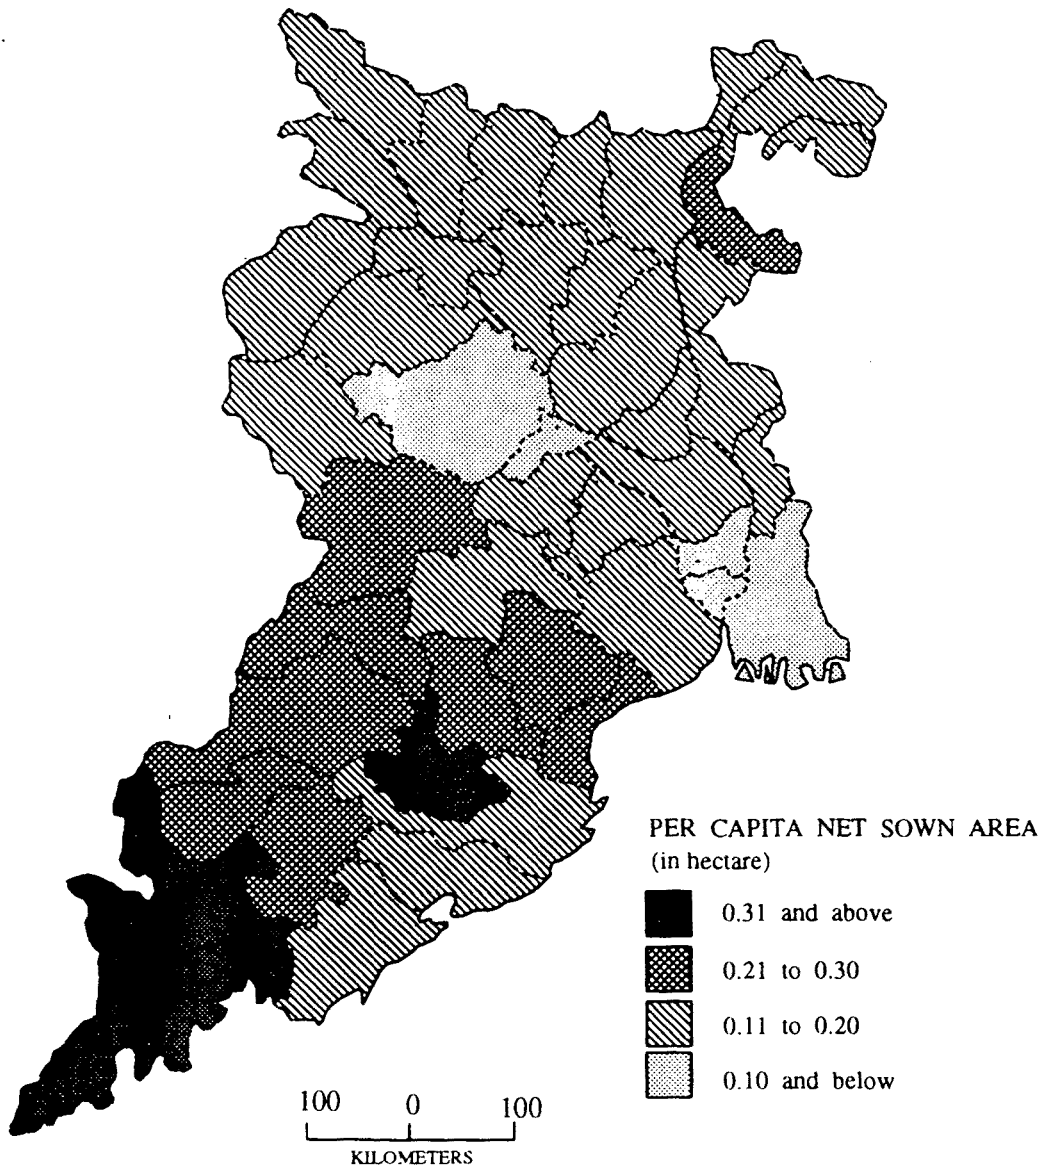 PER CAPITA NET SOWN AREA
(in hectare)
0.31 and above
0.21 to 0.30
0.11 to 0.20
0.10 and below
100 0 100
KILOMETERS